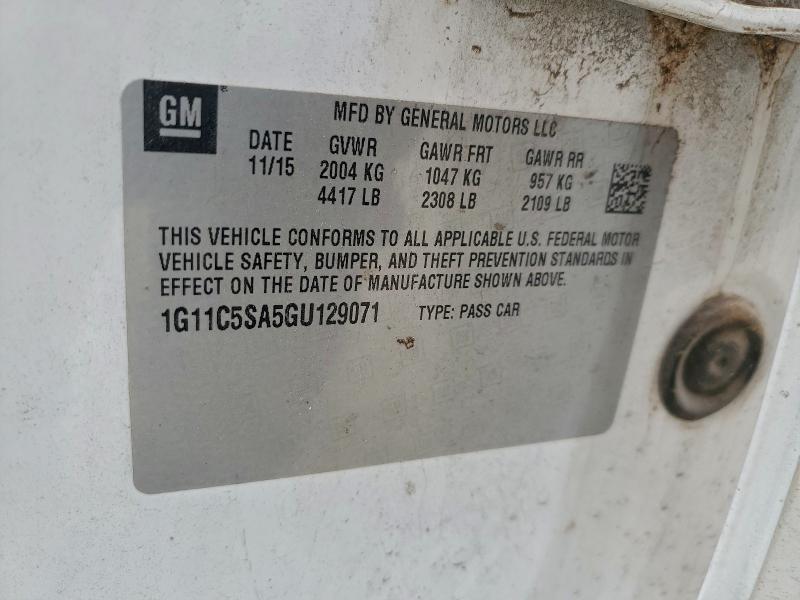 GM
MFD BY GENERAL MOTORS LLC
DATE GVWR GAWR FRT GAWR RR
11/15 2004 KG 1047 KG 957 KG
4417 LB 2308 LB 2109 LB
THIS VEHICLE CONFORMS TO ALL APPLICABLE U.S. FEDERAL MOTOR
VEHICLE SAFETY, BUMPER, AND THEFT PREVENTION STANDARDS IN
EFFECT ON THE DATE OF MANUFACTURE SHOWN ABOVE.
1G11C5SA5GU129071 TYPE: PASS CAR